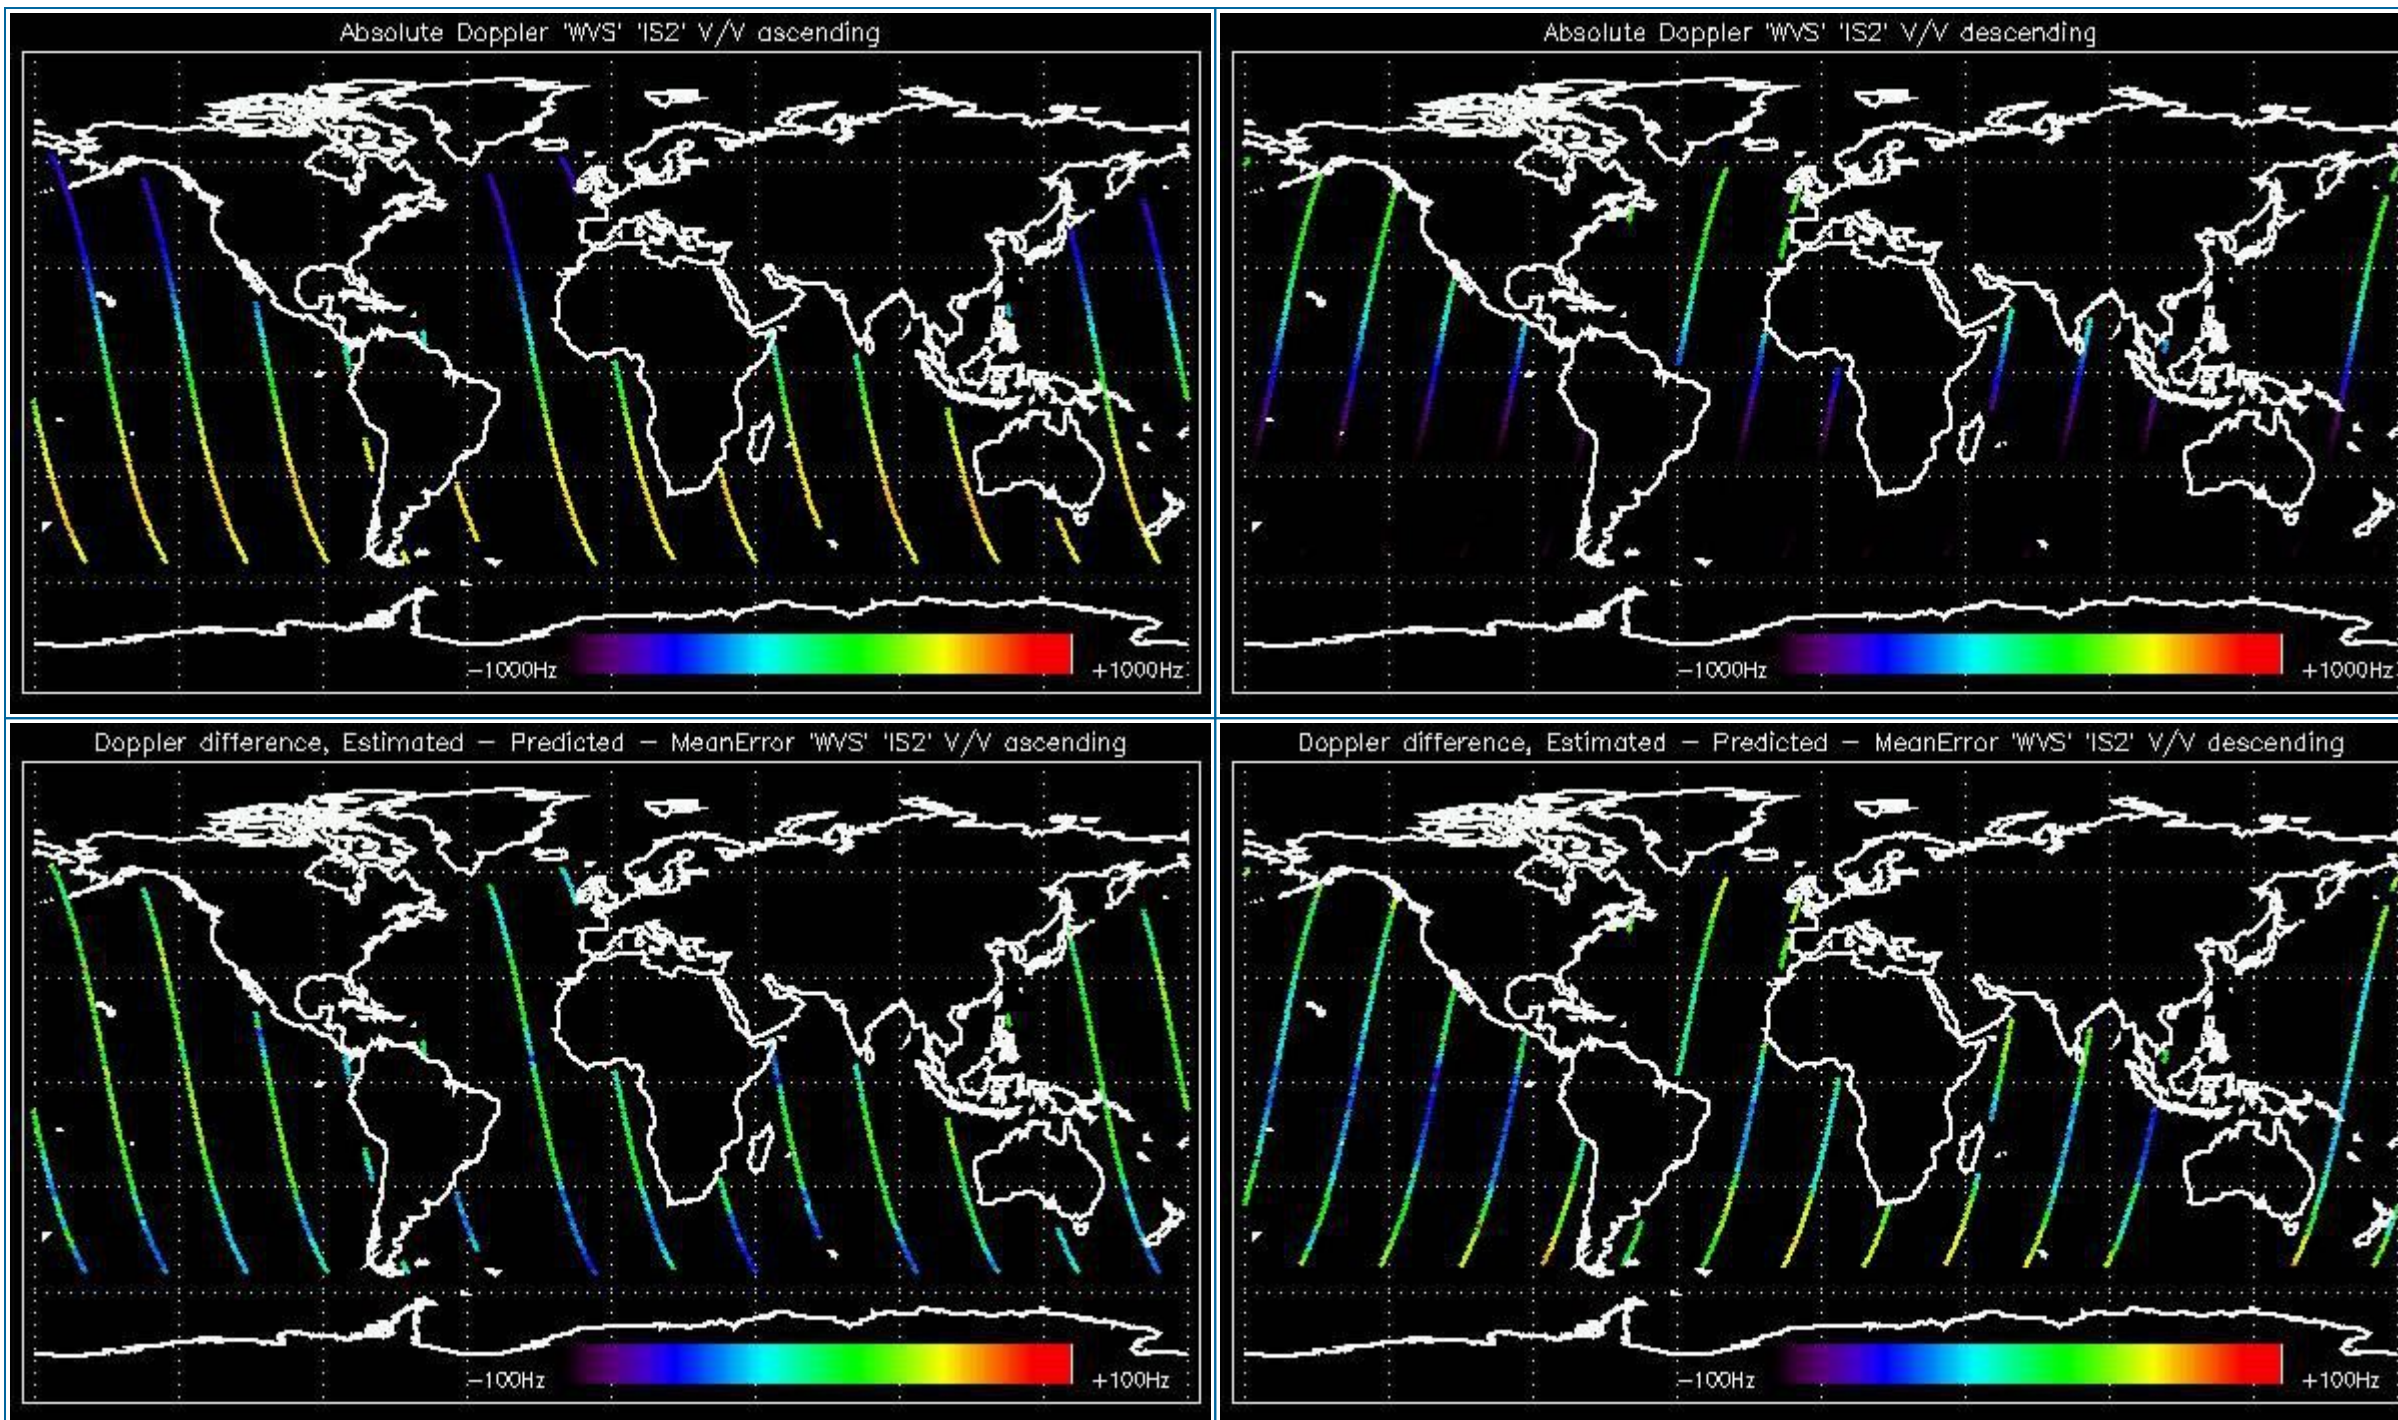 Absolute Doppler 'WVS' 'IS2' V/V ascending
-1000Hz +1000Hz
Absolute Doppler 'WVS' 'IS2' V/V descending
-1000Hz +1000Hz
Doppler difference, Estimated - Predicted - MeanError 'WVS' 'IS2' V/V ascending
-100Hz +100Hz
Doppler difference, Estimated - Predicted - MeanError 'WVS' 'IS2' V/V descending
-100Hz +100Hz